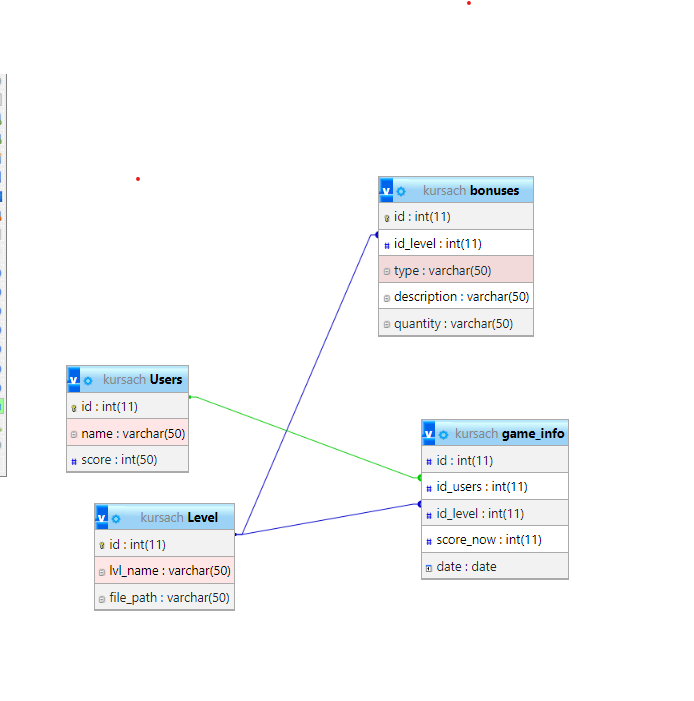 kursach bonuses
id : int(11)
id_level : int(11)
type : varchar(50)
description : varchar(50)
quantity : varchar(50)
kursach Users
id : int(11)
name : varchar(50)
score : int(50)
kursach game_info
id : int(11)
id_users : int(11)
id_level : int(11)
score_now : int(11)
date : date
kursach Level
id : int(11)
lvl_name : varchar(50)
file_path : varchar(50)